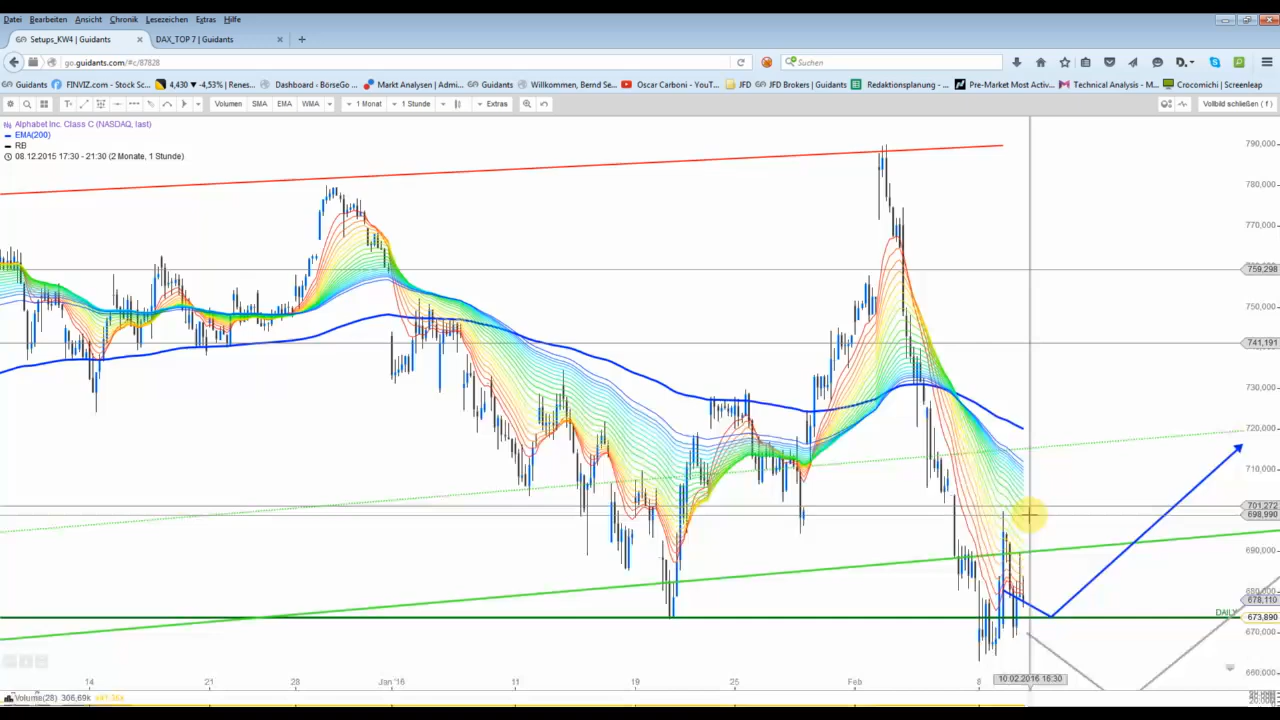 Datei Bearbeiten Ansicht Chronik Lesezeichen Extras Hilfe
Setups_KW4 | Guidants × DAX_TOP 7 | Guidants × +
go.guidants.com/#c/87828 Suchen
Guidants FINVIZ.com - Stock Sc... 4,430 ▾ -4,53% | Renes... Dashboard ‹ BörseGo ... Markt Analysen | Admi... Guidants Willkommen, Bernd Se... Oscar Carboni - YouT... JFD JFD Brokers | Guidants Redaktionsplanung - ... Pre-Market Most Activ... Technical Analysis - M... Crocomichi | Screenleap
Volumen SMA EMA WMA 1 Monat 1 Stunde Extras Vollbild schließen ( f )
Alphabet Inc. Class C (NASDAQ, last)
EMA(200)
RB
08.12.2015 17:30 - 21:30 (2 Monate, 1 Stunde)
790,000
780,000
770,000
759,298
750,000
741,191
730,000
720,000
710,000
701,272
698,990
690,000
680,000
678,110
DAILY 673,890
670,000
660,000
14 21 28 Jan '16 11 19 25 Feb 8
10.02.2016 16:30
Volume(28) 306.69k